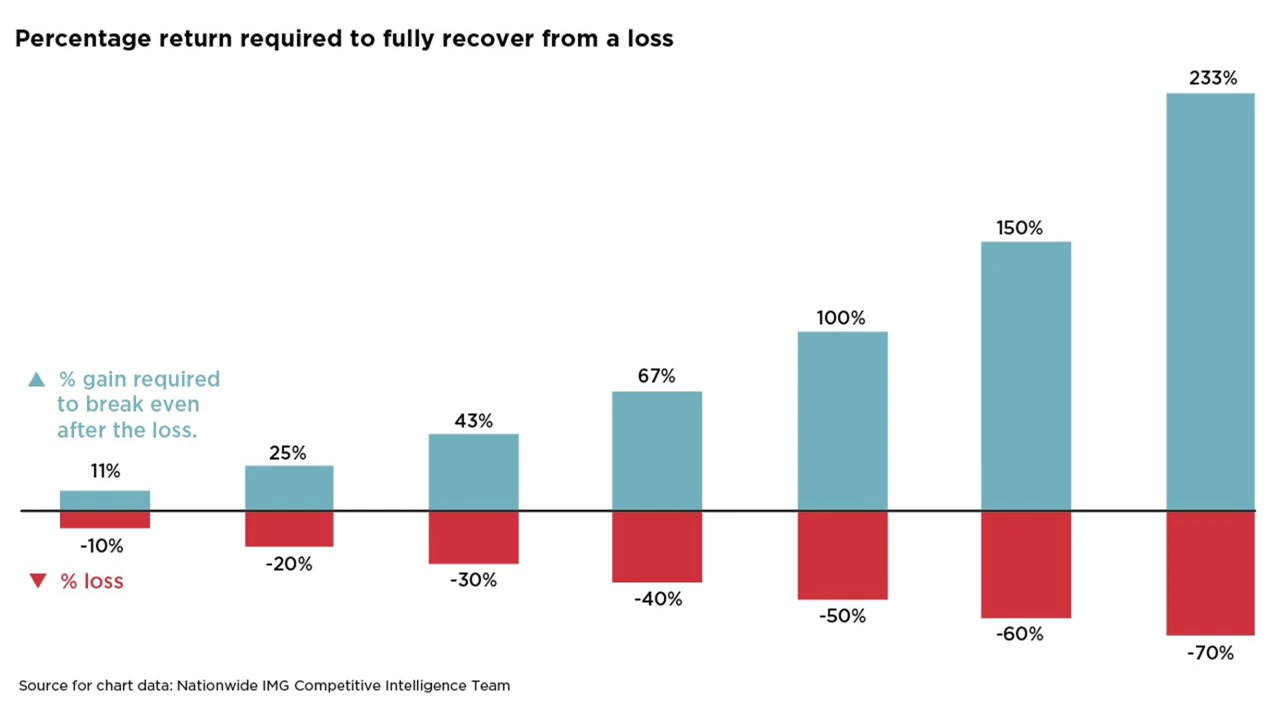 Percentage return required to fully recover from a loss
233%
150%
100%
67%
43%
25%
11%
▲ % gain required
to break even
after the loss.
-10%
-20%
-30%
-40%
-50%
-60%
-70%
▼ % loss
Source for chart data: Nationwide IMG Competitive Intelligence Team